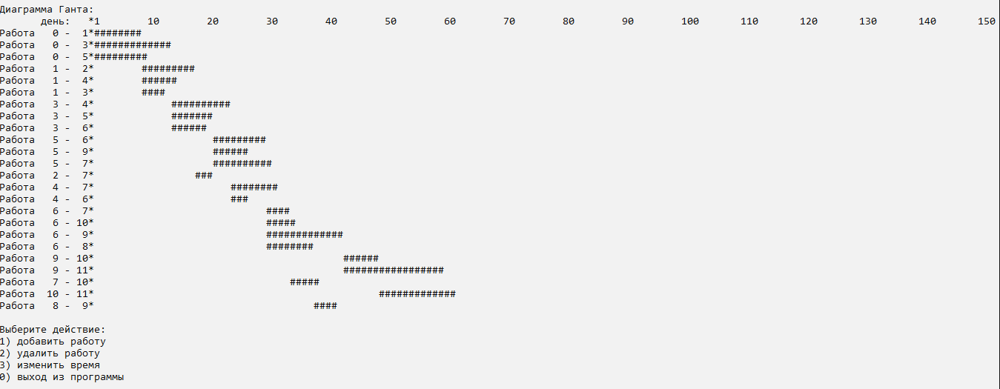 Диаграмма Ганта:
       день:   *1        10        20        30        40        50        60        70        80        90        100       110       120       130       140       150
Работа   0 -  1*########
Работа   0 -  3*#############
Работа   0 -  5*#########
Работа   1 -  2*        #########
Работа   1 -  4*        ######
Работа   1 -  3*        ####
Работа   3 -  4*             ##########
Работа   3 -  5*             #######
Работа   3 -  6*             ######
Работа   5 -  6*                    #########
Работа   5 -  9*                    ######
Работа   5 -  7*                    ##########
Работа   2 -  7*                 ###
Работа   4 -  7*                       ########
Работа   4 -  6*                       ###
Работа   6 -  7*                             ####
Работа   6 - 10*                             #####
Работа   6 -  9*                             #############
Работа   6 -  8*                             ########
Работа   9 - 10*                                          ######
Работа   9 - 11*                                          #################
Работа   7 - 10*                                 #####
Работа  10 - 11*                                                #############
Работа   8 -  9*                                     ####

Выберите действие:
1) добавить работу
2) удалить работу
3) изменить время
0) выход из программы